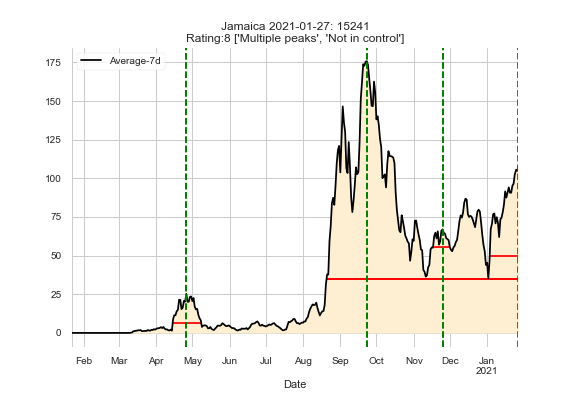 Jamaica 2021-01-27: 15241
Rating:8 ['Multiple peaks', 'Not in control']
Average-7d
175
150
125
100
75
50
25
0
Feb Mar Apr May Jun Jul Aug Sep Oct Nov Dec Jan
2021
Date